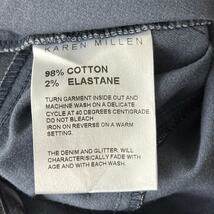 KAREN MILLEN
98% COTTON
2% ELASTANE
TURN GARMENT INSIDE OUT AND
MACHINE WASH ON A DELICATE
CYCLE AT 40 DEGREES CENTIGRADE
DO NOT BLEACH
IRON ON REVERSE ON A WARM
SETTING
THE DENIM AND GLITTER, WILL
CHARACTERISTICALLY FADE
WITH AGE AND WASH